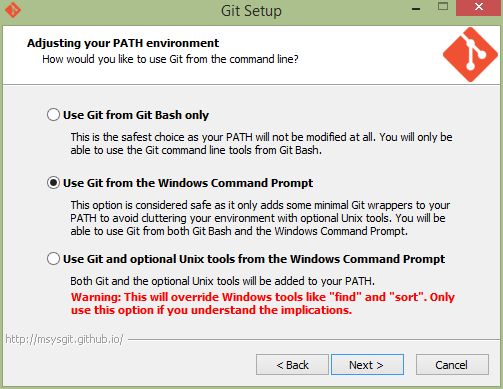 Git Setup
Adjusting your PATH environment
How would you like to use Git from the command line?
Use Git from Git Bash only
This is the safest choice as your PATH will not be modified at all. You will only
be able to use the Git command line tools from Git Bash.
Use Git from the Windows Command Prompt
This option is considered safe as it only adds some minimal Git wrappers to your
PATH to avoid cluttering your environment with optional Unix tools. You will be
able to use Git from both Git Bash and the Windows Command Prompt.
Use Git and optional Unix tools from the Windows Command Prompt
Both Git and the optional Unix tools will be added to your PATH.
Warning: This will override Windows tools like "find" and "sort". Only
use this option if you understand the implications.
http://msysgit.github.io/
< Back Next > Cancel